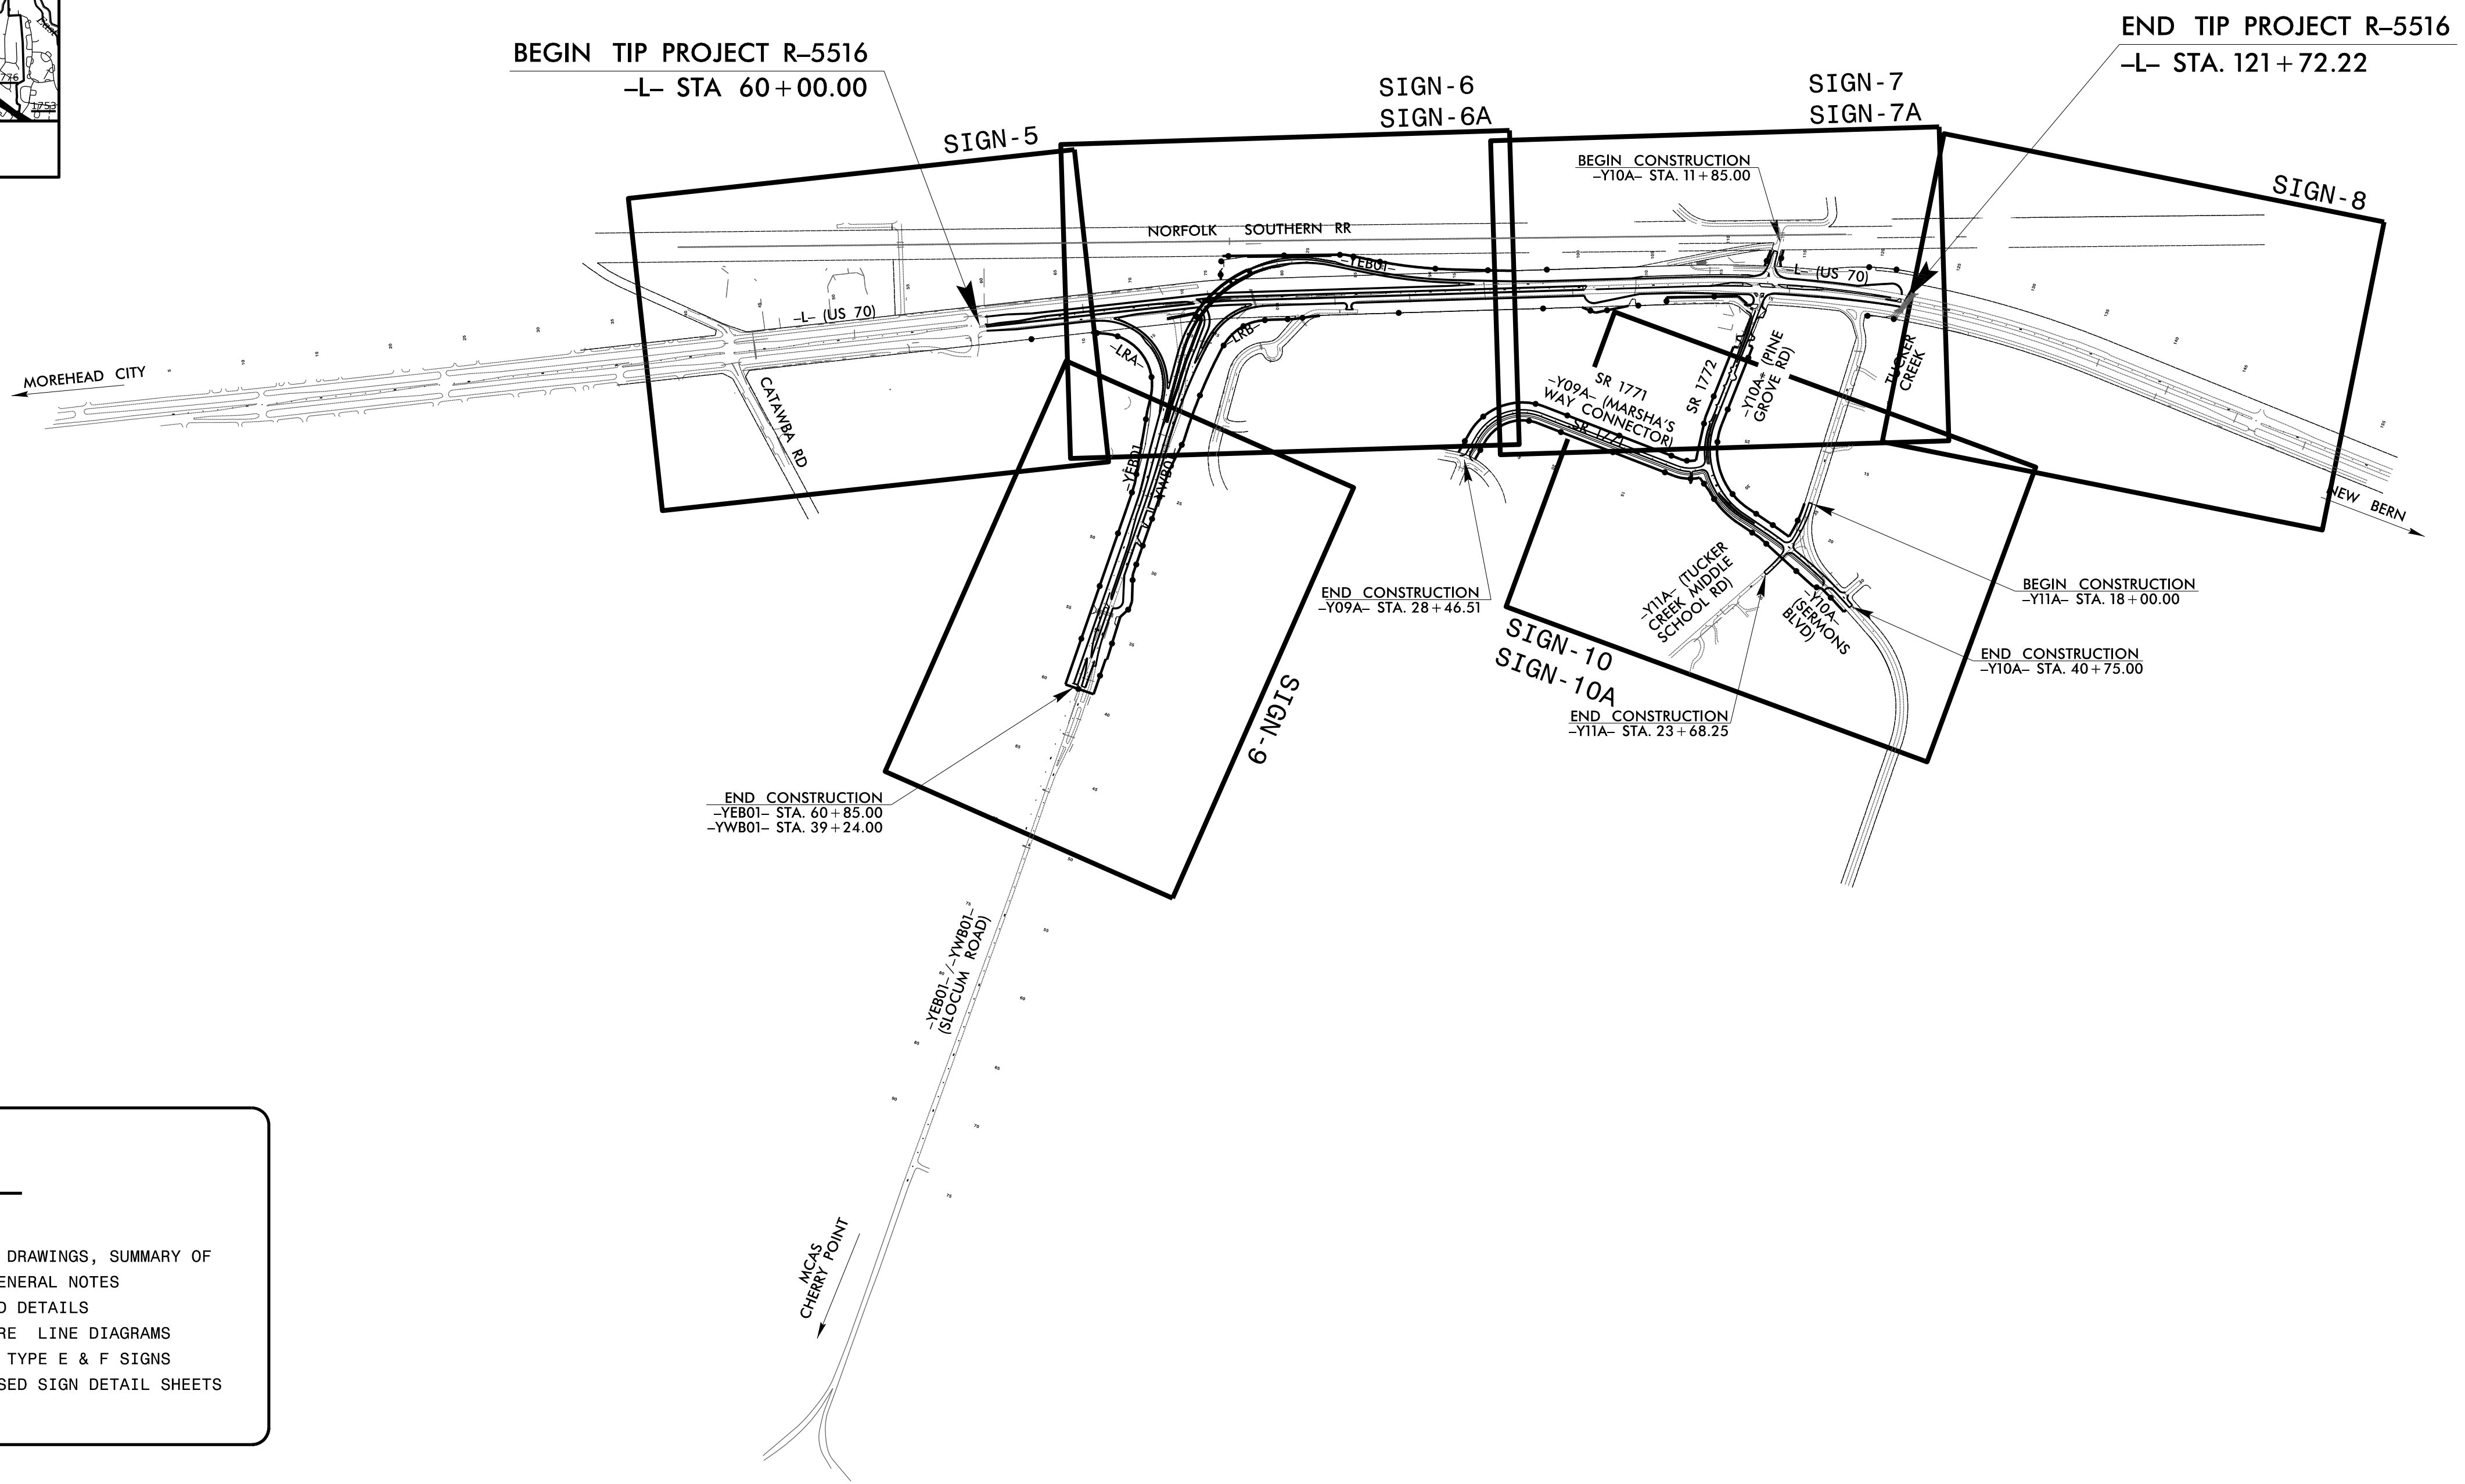 776
1753
BEGIN TIP PROJECT R–5516
–L– STA 60+00.00
END TIP PROJECT R–5516
–L– STA. 121+72.22
SIGN-5
SIGN-6
SIGN-6A
SIGN-7
SIGN-7A
SIGN-8
BEGIN CONSTRUCTION
–Y10A– STA. 11+85.00
NORFOLK SOUTHERN RR
–YEB01–
–L– (US 70)
–L– (US 70)
MOREHEAD CITY
CATAWBA RD
–LRA–
–LRB–
–YEB01–
–YWB01–
SR 1771
–Y09A– (MARSHA'S
WAY CONNECTOR)
SR 1771
SR 1772
–Y10A– (PINE
GROVE RD)
TUCKER
CREEK
NEW BERN
END CONSTRUCTION
–Y09A– STA. 28+46.51
–Y11A– (TUCKER
CREEK MIDDLE
SCHOOL RD)
–Y10A–
(SERMONS
BLVD)
BEGIN CONSTRUCTION
–Y11A– STA. 18+00.00
END CONSTRUCTION
–Y10A– STA. 40+75.00
SIGN-10
SIGN-10A
END CONSTRUCTION
–Y11A– STA. 23+68.25
SIGN-9
END CONSTRUCTION
–YEB01– STA. 60+85.00
–YWB01– STA. 39+24.00
–YEB01–/–YWB01–
(SLOCUM ROAD)
MCAS
CHERRY POINT
DRAWINGS, SUMMARY OF
ENERAL NOTES
D DETAILS
RE LINE DIAGRAMS
TYPE E & F SIGNS
SED SIGN DETAIL SHEETS